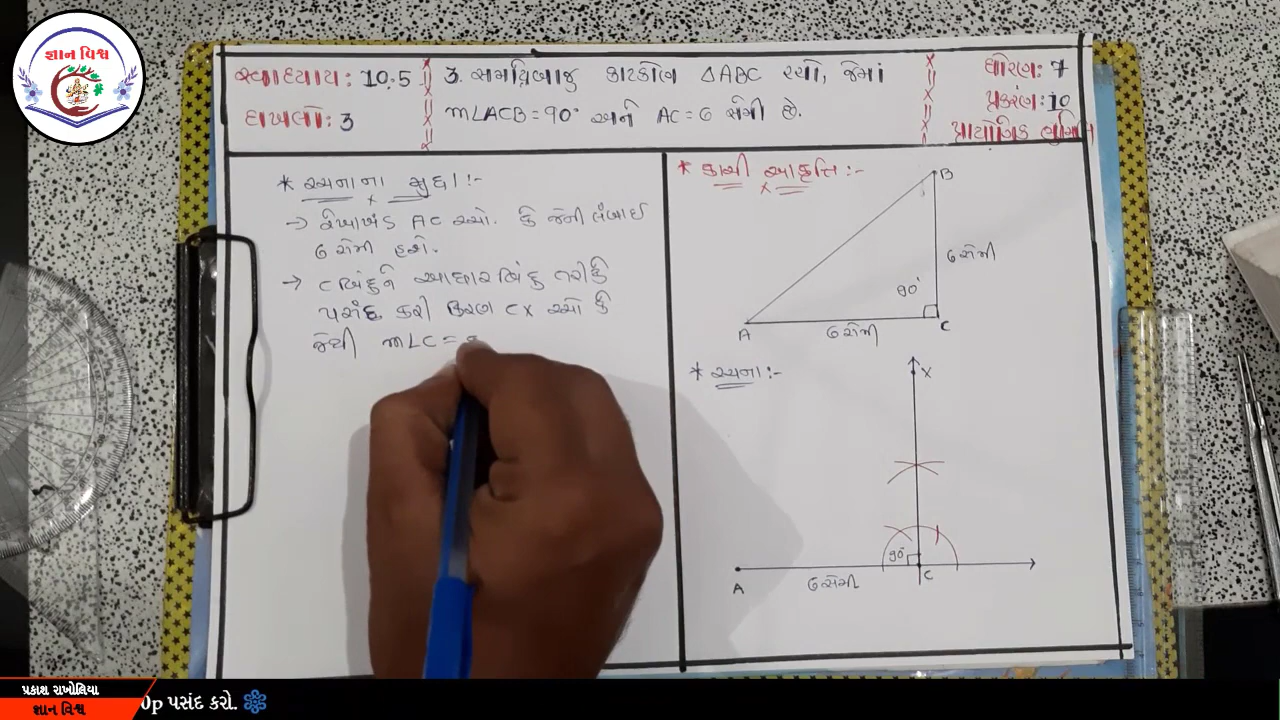 જ્ઞાન વિશ્વ
સ્વાધ્યાય: 10.5
દાખલો: 3
3. સમદ્વિબાજુ કાટકોણ ΔABC રચો, જેમાં
m∠ACB = 90° અને AC = 6 સેમી છે.
ધોરણ: 7
પ્રકરણ: 10
પ્રાયોગિક ભૂમિતિ
* રચનાના મુદ્દા :-
→ રેખાખંડ AC રચો. કે જેની લંબાઈ
6 સેમી હશે.
→ C બિંદુને આધારબિંદુ તરીકે
પસંદ કરી કિરણ CX રચો કે
જેથી m∠C =
* કાચી આકૃત્તિ :-
B
6 સેમી
90°
A
6 સેમી
C
* રચના :-
X
90°
A
6 સેમી
C
પ્રકાશ રાખોલિયા
જ્ઞાન વિશ્વ
0p પસંદ કરો.